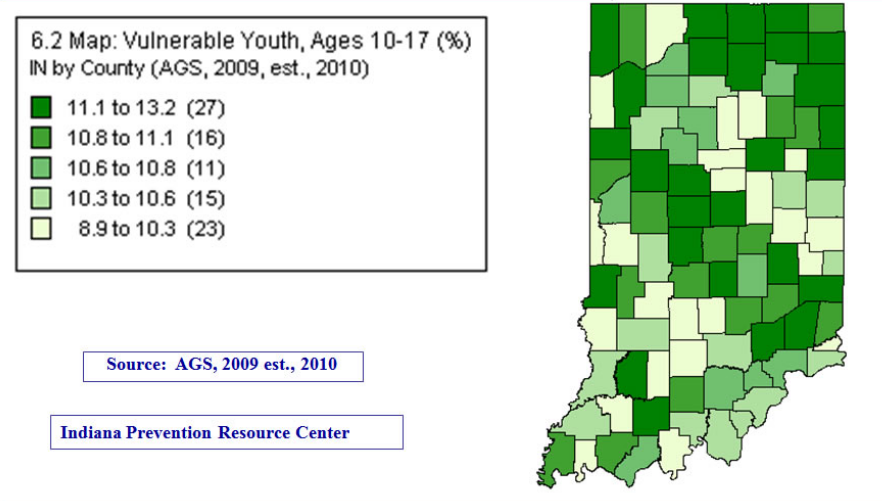 6.2 Map: Vulnerable Youth, Ages 10-17 (%)
IN by County (AGS, 2009, est., 2010)
11.1 to 13.2 (27)
10.8 to 11.1 (16)
10.6 to 10.8 (11)
10.3 to 10.6 (15)
8.9 to 10.3 (23)
Source: AGS, 2009 est., 2010
Indiana Prevention Resource Center